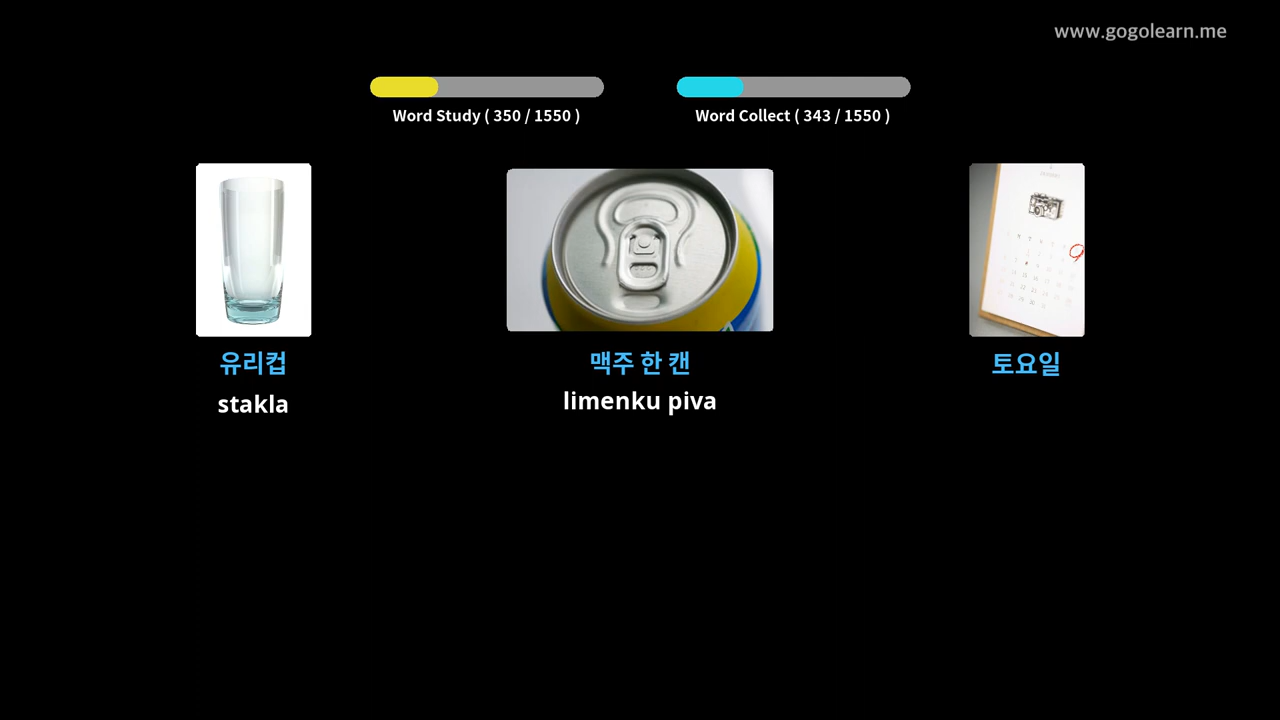 www.gogolearn.me
Word Study ( 350 / 1550 )
Word Collect ( 343 / 1550 )
유리컵
stakla
맥주 한 캔
limenku piva
토요일